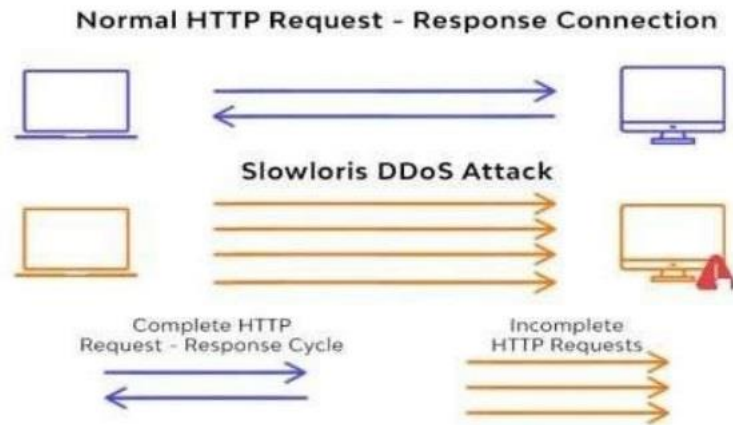 Normal HTTP Request - Response Connection
Slowloris DDoS Attack
Complete HTTP
Request - Response Cycle
Incomplete
HTTP Requests